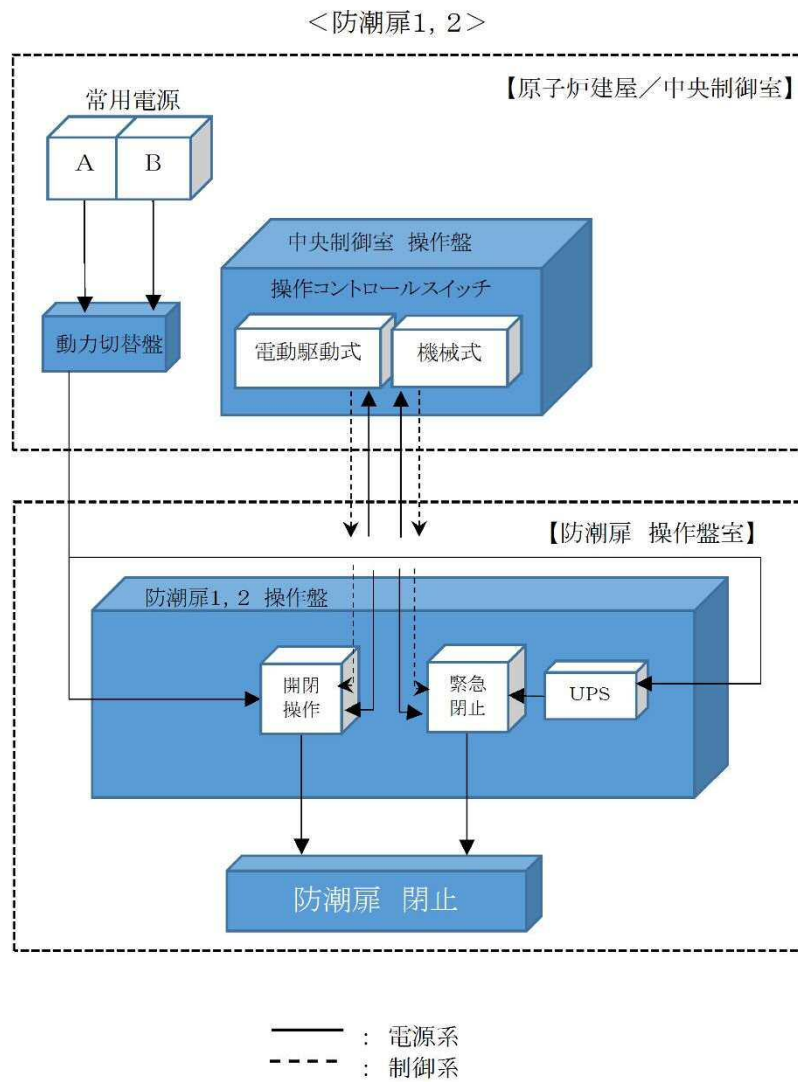 ＜防潮扉1，2＞
【原子炉建屋／中央制御室】
常用電源
A
B
中央制御室 操作盤
操作コントロールスイッチ
動力切替盤
電動駆動式
機械式
【防潮扉 操作盤室】
防潮扉1，2 操作盤
開閉
操作
緊急
閉止
UPS
防潮扉 閉止
： 電源系
： 制御系